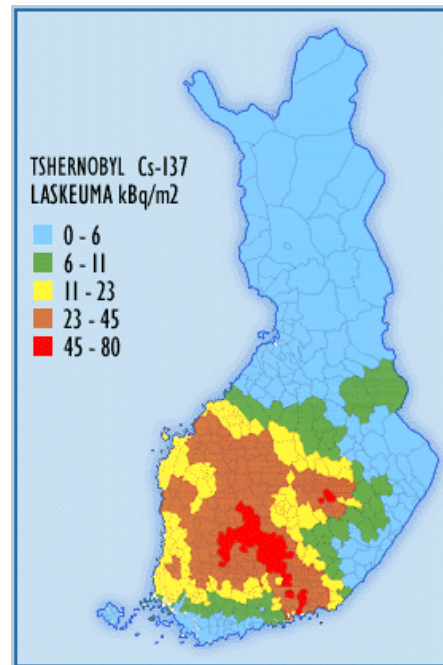 TSHERNOBYL Cs-137
LASKEUMA kBq/m2
0 - 6
6 - 11
11 - 23
23 - 45
45 - 80